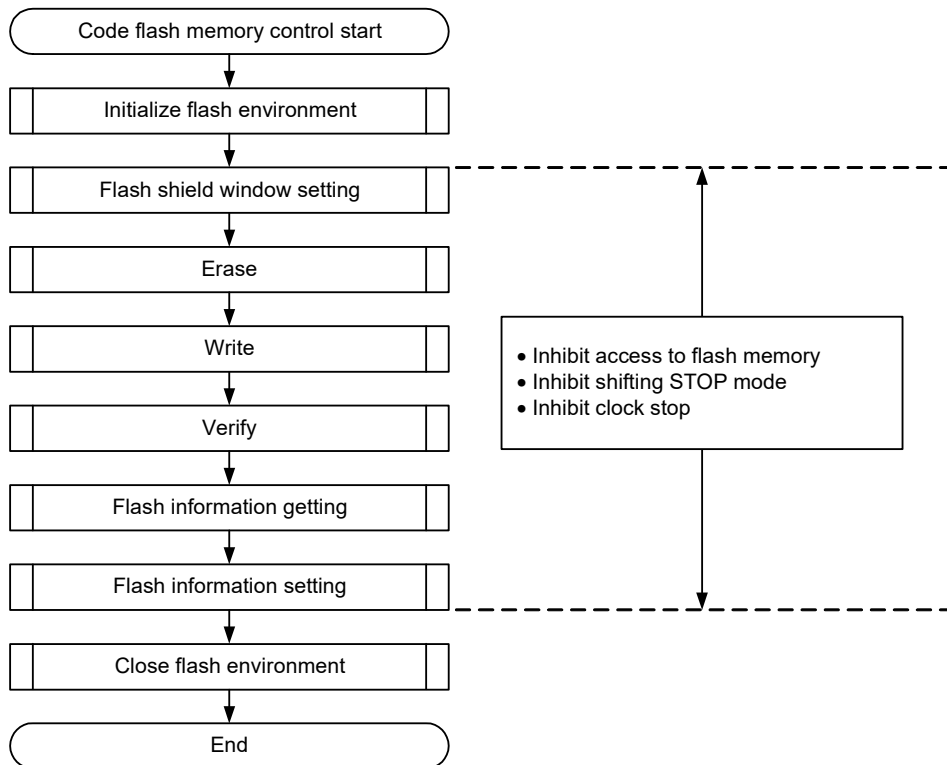 Code flash memory control start
Initialize flash environment
Flash shield window setting
Erase
Write
• Inhibit access to flash memory
• Inhibit shifting STOP mode
• Inhibit clock stop
Verify
Flash information getting
Flash information setting
Close flash environment
End